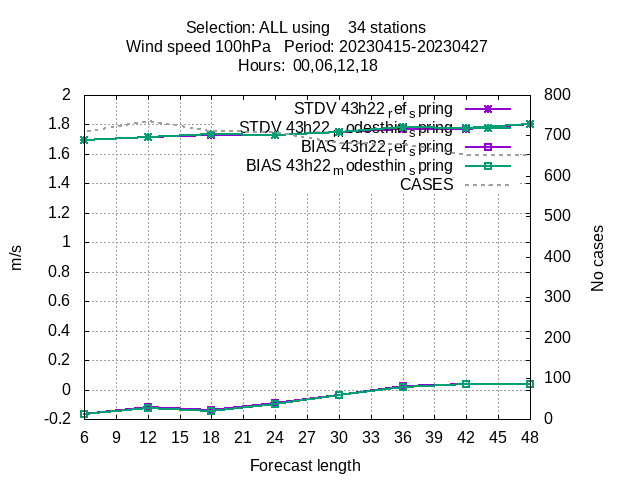 Selection: ALL using 34 stations
Wind speed 100hPa Period: 20230415-20230427
Hours: 00,06,12,18
STDV 43h22_ref_spring
STDV 43h22_modesthin_spring
BIAS 43h22_ref_spring
BIAS 43h22_modesthin_spring
CASES
m/s
2
1.8
1.6
1.4
1.2
1
0.8
0.6
0.4
0.2
0
-0.2
No cases
800
700
600
500
400
300
200
100
0
6 9 12 15 18 21 24 27 30 33 36 39 42 45 48
Forecast length